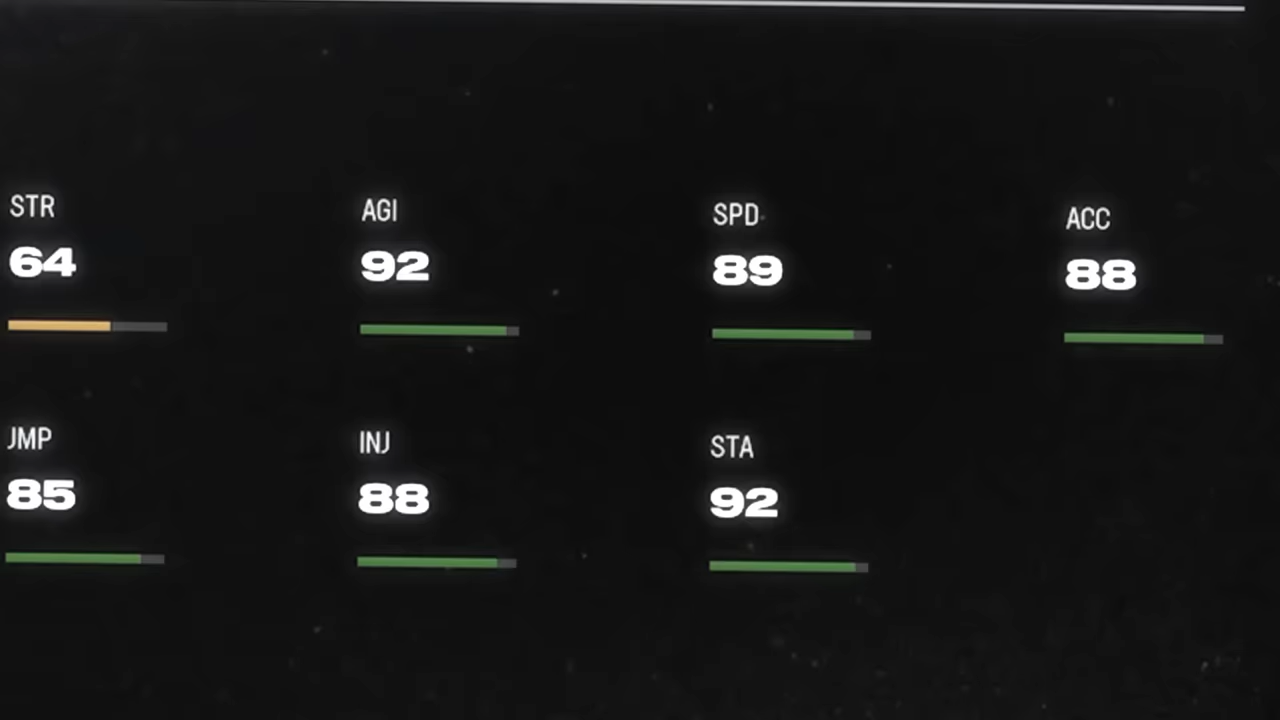 STR AGI SPD ACC
64 92 89 88
JMP INJ STA
85 88 92